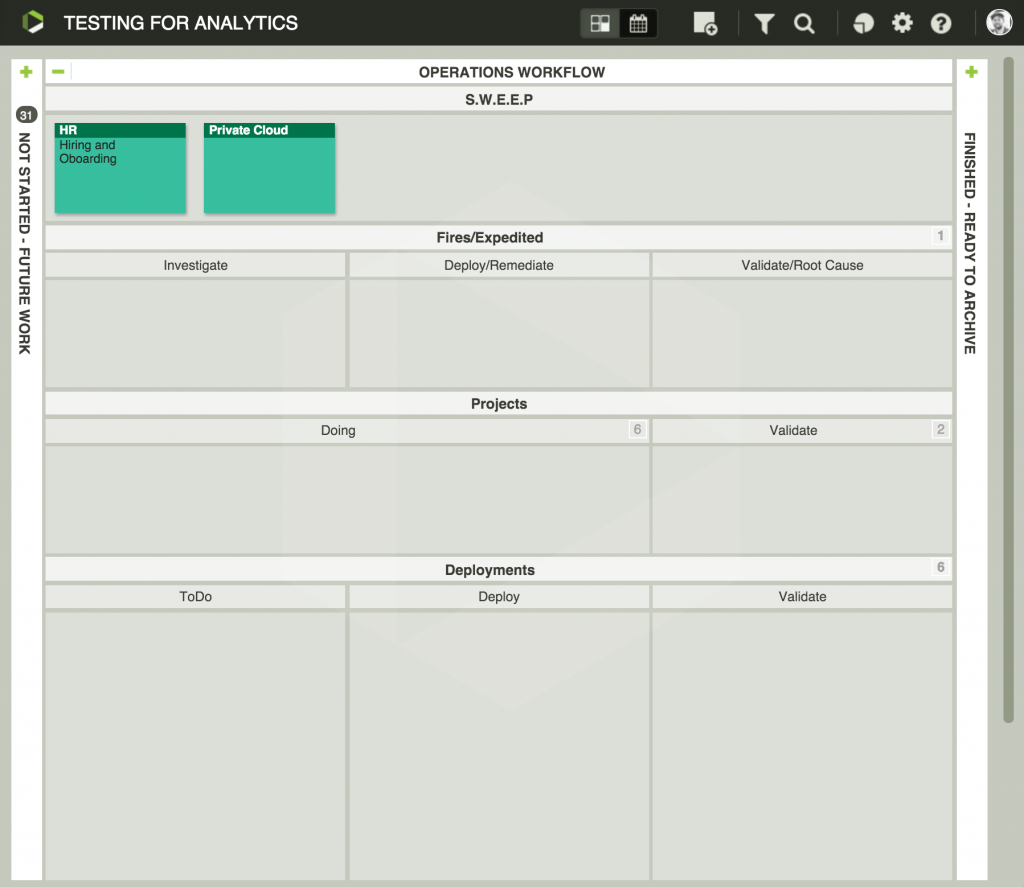 TESTING FOR ANALYTICS
OPERATIONS WORKFLOW
S.W.E.E.P
31
NOT STARTED - FUTURE WORK
HR
Hiring and
Oboarding
Private Cloud
FINISHED - READY TO ARCHIVE
Fires/Expedited
1
Investigate
Deploy/Remediate
Validate/Root Cause
Projects
Doing
6
Validate
2
Deployments
6
ToDo
Deploy
Validate